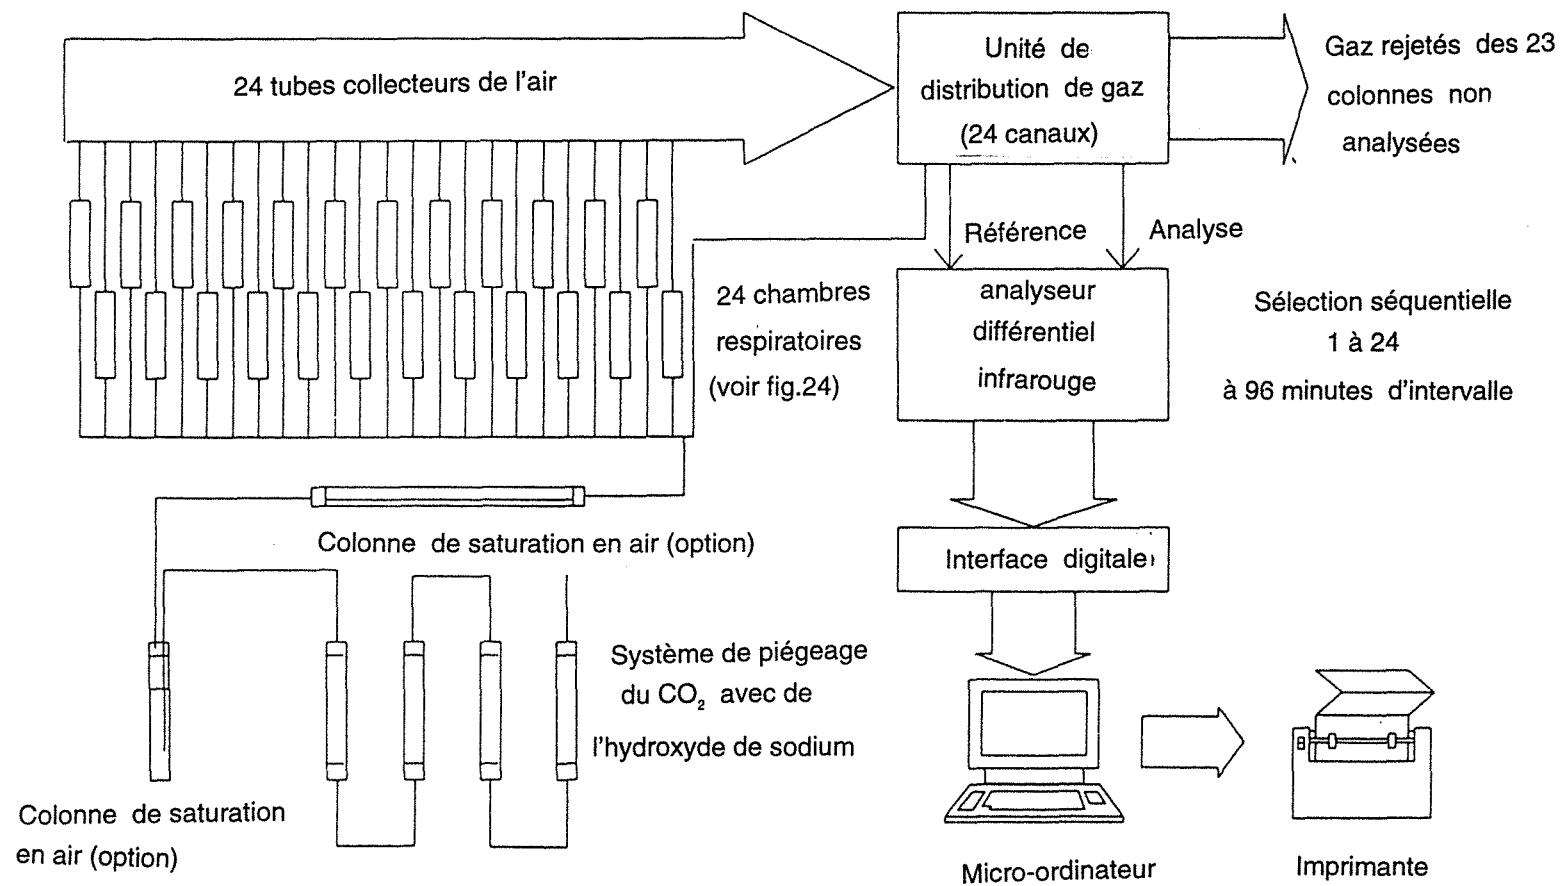 24 tubes collecteurs de l'air
Unité de
distribution de gaz
(24 canaux)
Gaz rejetés des 23
colonnes non
analysées
Référence
Analyse
24 chambres
respiratoires
(voir fig.24)
analyseur
différentiel
infrarouge
Sélection séquentielle
1 à 24
à 96 minutes d'intervalle
Colonne de saturation en air (option)
Interface digitale
Système de piégeage
du CO₂ avec de
l'hydroxyde de sodium
Colonne de saturation
en air (option)
Micro-ordinateur
Imprimante